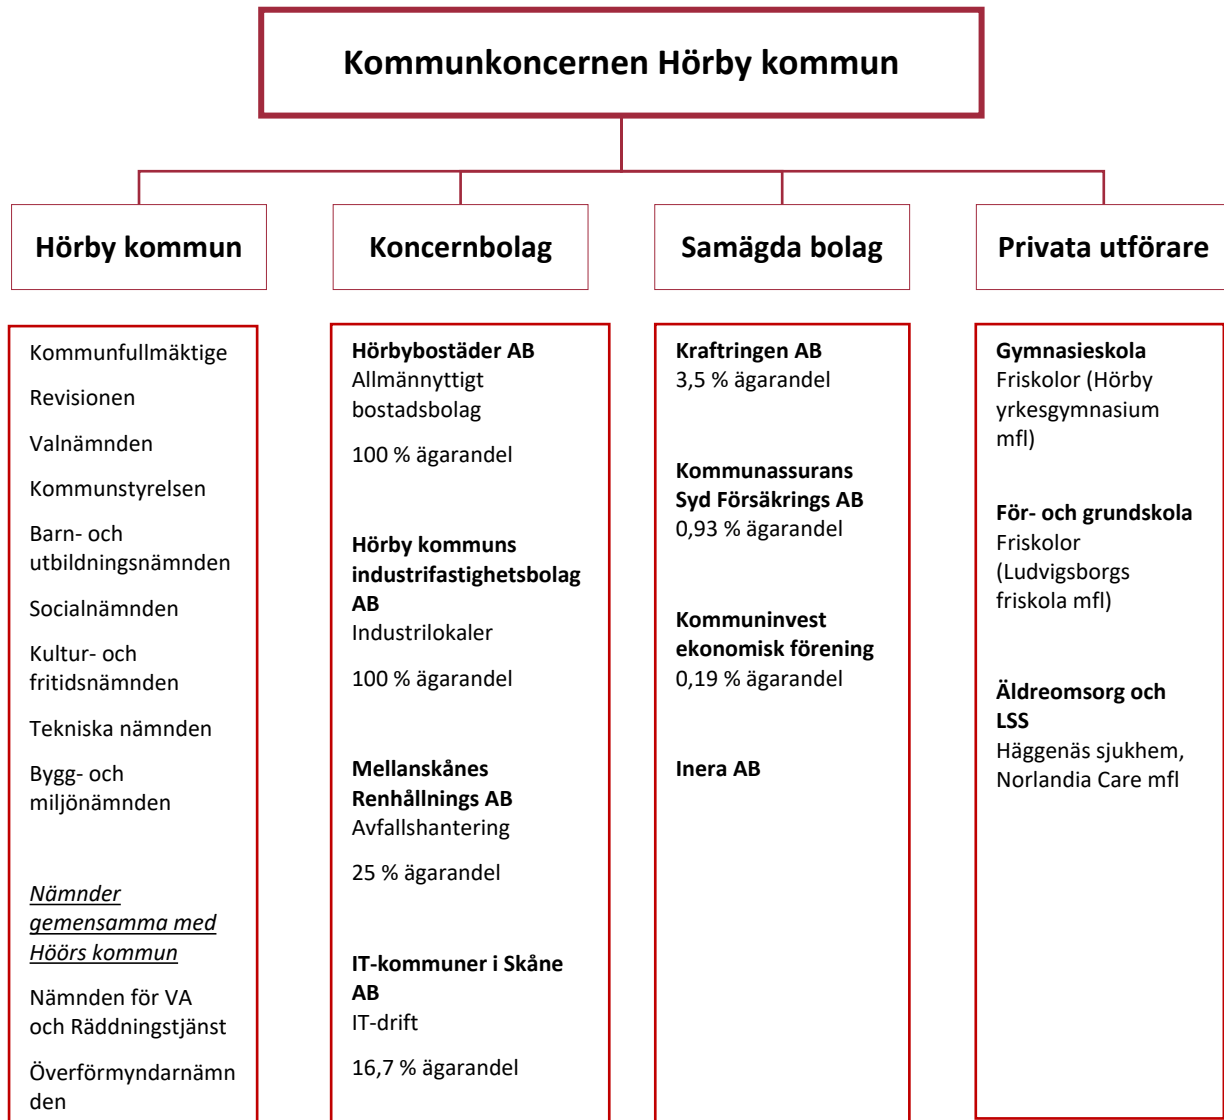 Kommunkoncernen Hörby kommun
Hörby kommun
Kommunfullmäktige
Revisionen
Valnämnden
Kommunstyrelsen
Barn- och
utbildningsnämnden
Socialnämnden
Kultur- och
fritidsnämnden
Tekniska nämnden
Bygg- och
miljönämnden
Nämnder
gemensamma med
Höörs kommun
Nämnden för VA
och Räddningstjänst
Överförmyndarnämn
den
Koncernbolag
Hörbybostäder AB
Allmännyttigt
bostadsbolag
100 % ägarandel
Hörby kommuns
industrifastighetsbolag
AB
Industrilokaler
100 % ägarandel
Mellanskånes
Renhållnings AB
Avfallshantering
25 % ägarandel
IT-kommuner i Skåne
AB
IT-drift
16,7 % ägarandel
Samägda bolag
Kraftringen AB
3,5 % ägarandel
Kommunassurans
Syd Försäkrings AB
0,93 % ägarandel
Kommuninvest
ekonomisk förening
0,19 % ägarandel
Inera AB
Privata utförare
Gymnasieskola
Friskolor (Hörby
yrkesgymnasium
mfl)
För- och grundskola
Friskolor
(Ludvigsborgs
friskola mfl)
Äldreomsorg och
LSS
Häggenäs sjukhem,
Norlandia Care mfl